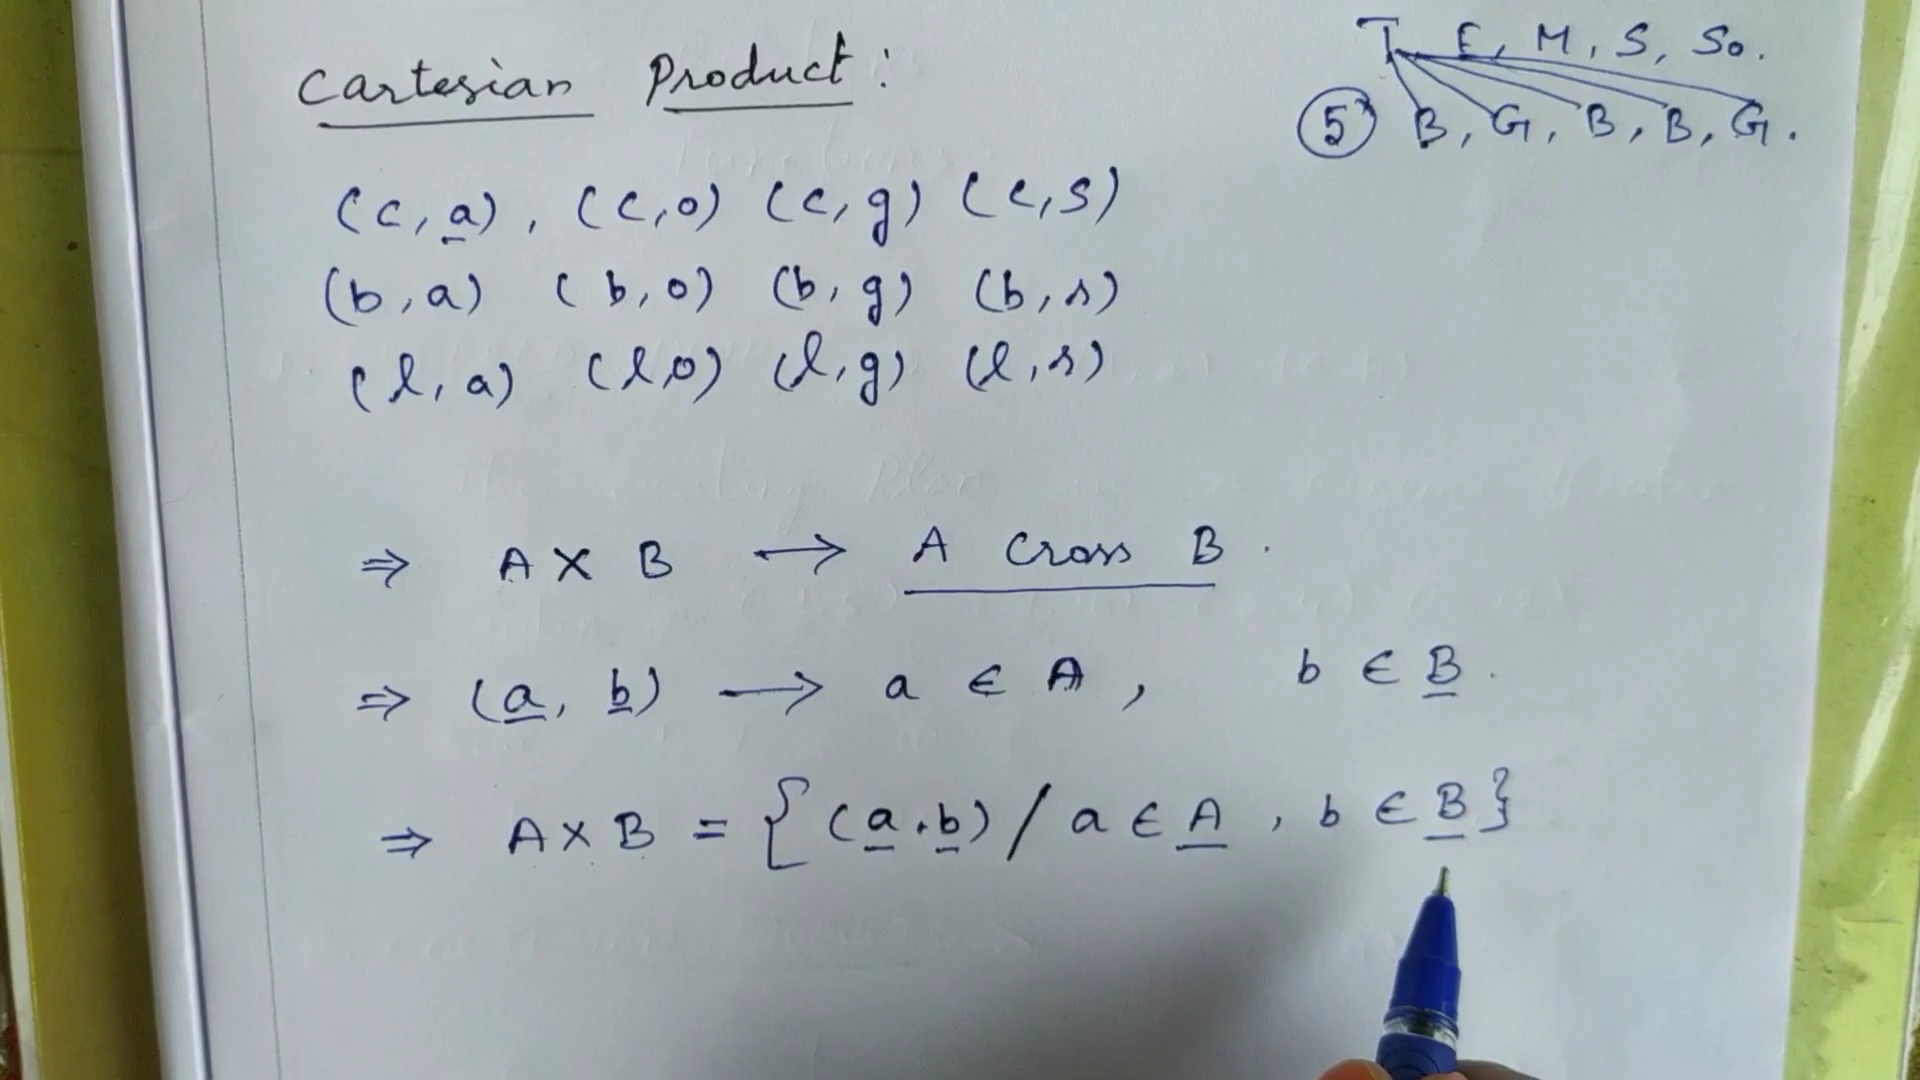 Cartesian Product :
T E, M, S, So.
5 B, G, B, B, G.
(c, a), (c, o) (c, g) (c, s)
(b, a) (b, o) (b, g) (b, s)
(l, a) (l, o) (l, g) (l, s)
⇒ A X B → A Cross B .
⇒ (a, b) → a ∈ A , b ∈ B .
⇒ A X B = { (a, b) / a ∈ A , b ∈ B }